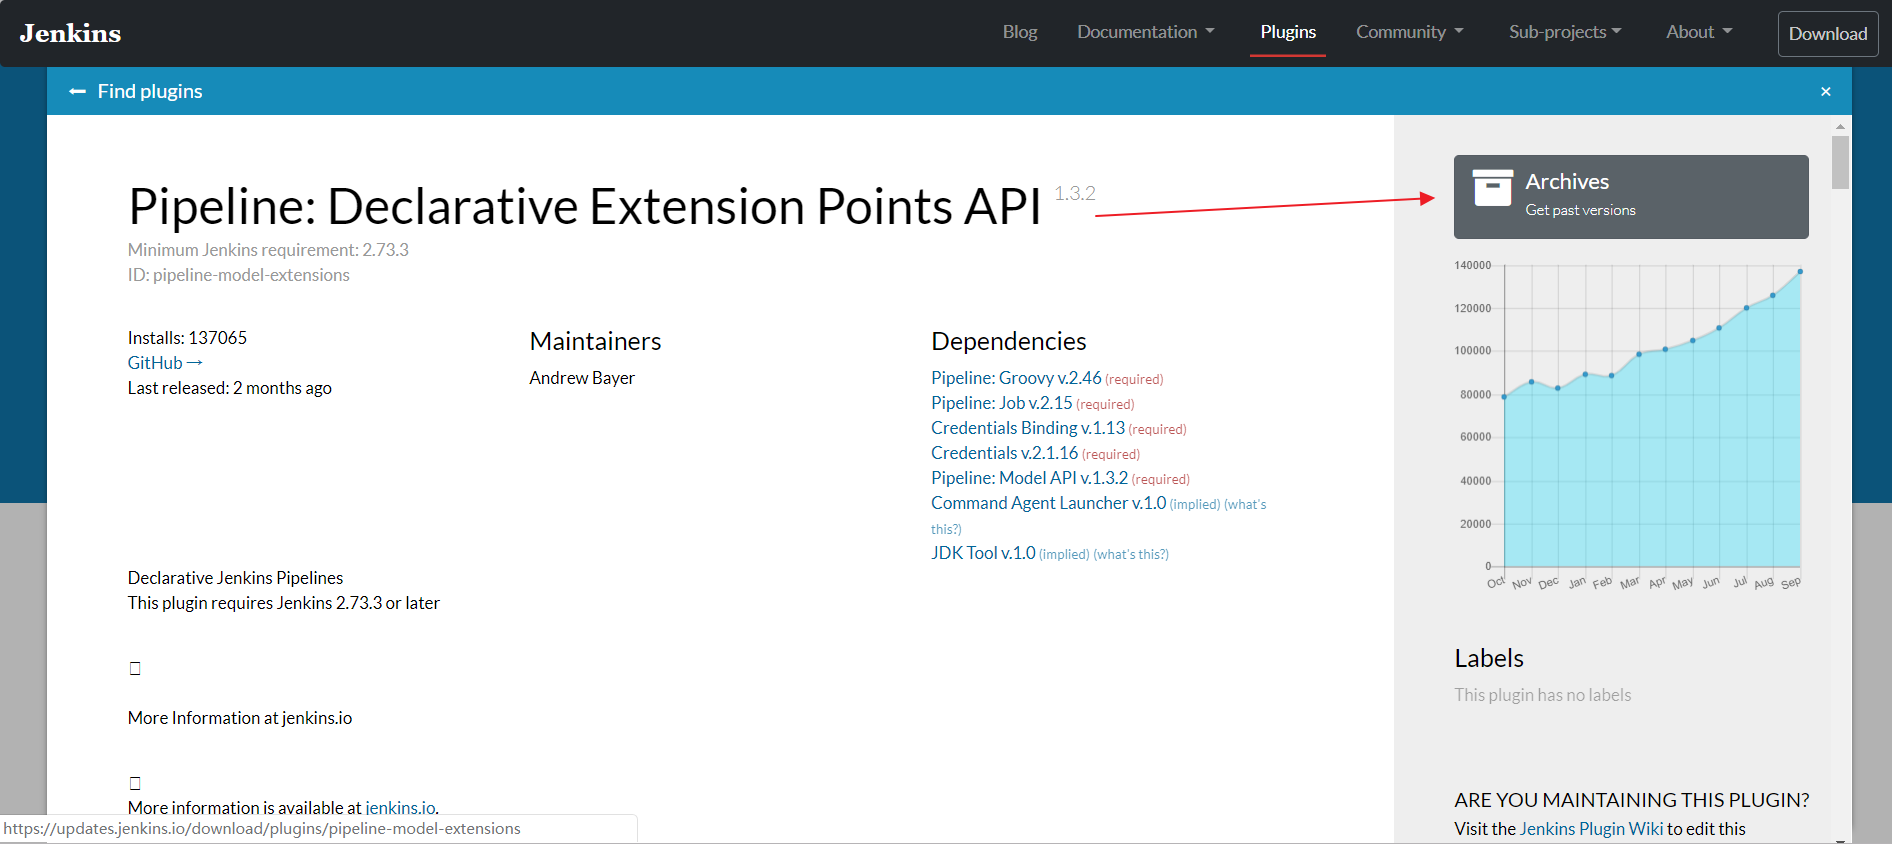 Jenkins
Blog
Documentation
Plugins
Community
Sub-projects
About
Download
Find plugins
×
Pipeline: Declarative Extension Points API 1.3.2
Minimum Jenkins requirement: 2.73.3
ID: pipeline-model-extensions
Installs: 137065
GitHub →
Last released: 2 months ago
Maintainers
Andrew Bayer
Dependencies
Pipeline: Groovy v.2.46 (required)
Pipeline: Job v.2.15 (required)
Credentials Binding v.1.13 (required)
Credentials v.2.1.16 (required)
Pipeline: Model API v.1.3.2 (required)
Command Agent Launcher v.1.0 (implied) (what's
this?)
JDK Tool v.1.0 (implied) (what's this?)
Declarative Jenkins Pipelines
This plugin requires Jenkins 2.73.3 or later
More Information at jenkins.io
More information is available at jenkins.io.
https://updates.jenkins.io/download/plugins/pipeline-model-extensions
Archives
Get past versions
140000
120000
100000
80000
60000
40000
20000
0
Oct Nov Dec Jan Feb Mar Apr May Jun Jul Aug Sep
Labels
This plugin has no labels
ARE YOU MAINTAINING THIS PLUGIN?
Visit the Jenkins Plugin Wiki to edit this